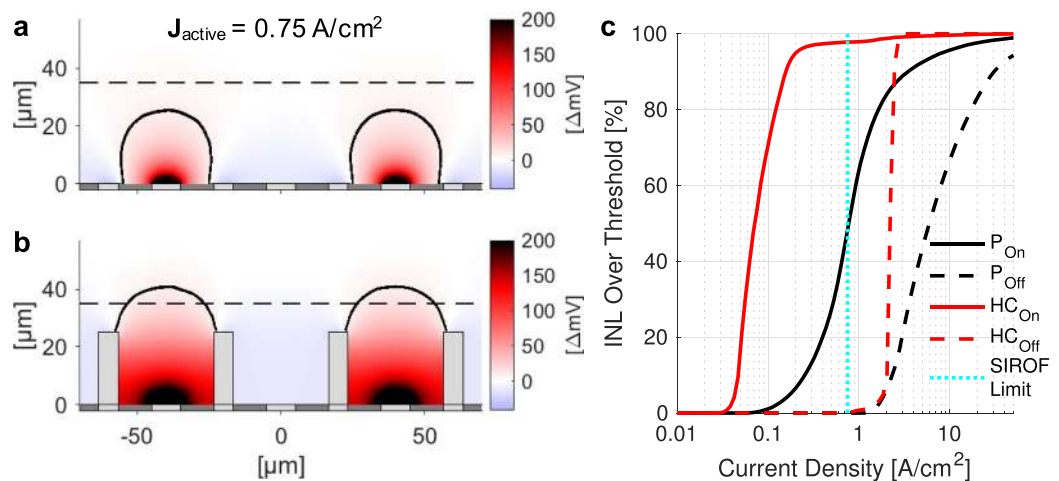 a
J_active = 0.75 A/cm²
[µm]
40
20
0
200
150
100
50
0
[ΔmV]
b
[µm]
40
20
0
-50
0
50
[µm]
200
150
100
50
0
[ΔmV]
c
INL Over Threshold [%]
100
80
60
40
20
0
0.01
0.1
1
10
Current Density [A/cm²]
P_On
P_Off
HC_On
HC_Off
SIROF
Limit